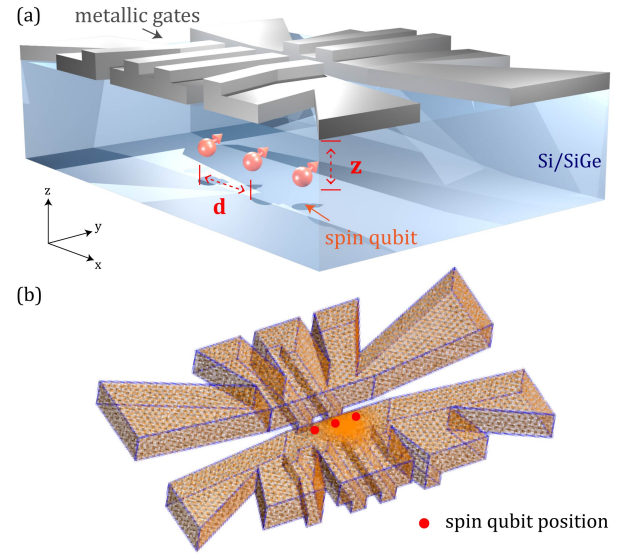 (a)
metallic gates
z
Si/SiGe
d
spin qubit
z
y
x
(b)
spin qubit position